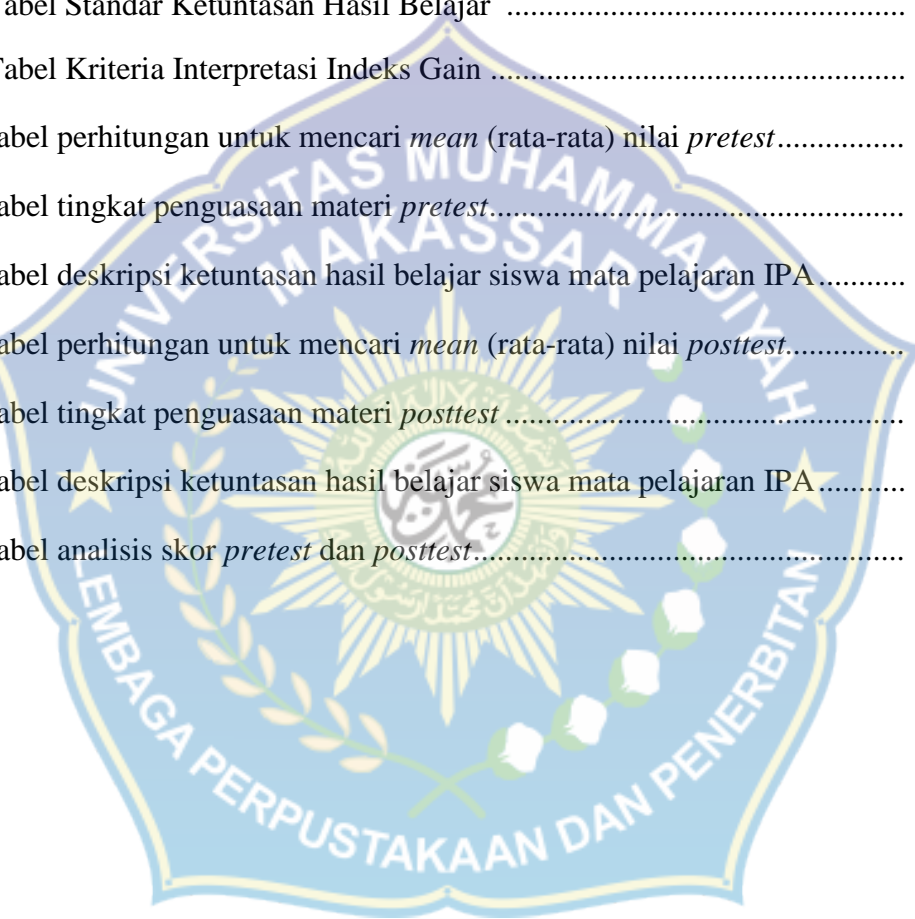 Tabel Standar Ketuntasan Hasil Belajar ................................................
Tabel Kriteria Interpretasi Indeks Gain ................................................
abel perhitungan untuk mencari mean (rata-rata) nilai pretest................
abel tingkat penguasaan materi pretest................................................
abel deskripsi ketuntasan hasil belajar siswa mata pelajaran IPA...........
abel perhitungan untuk mencari mean (rata-rata) nilai posttest...............
abel tingkat penguasaan materi posttest ................................................
abel deskripsi ketuntasan hasil belajar siswa mata pelajaran IPA...........
abel analisis skor pretest dan posttest................................................
UNIVERSITAS MUHAMMADIYAH
MAKASSAR
محمدية
LEMBAGA PERPUSTAKAAN DAN PENERBITAN